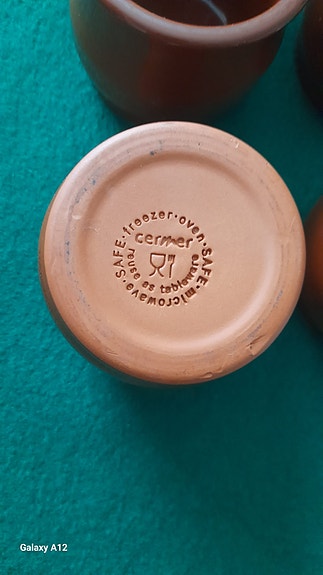 SAFE·freezer·oven·SAFE·microwave·
cermer
reuse as tableware
Galaxy A12